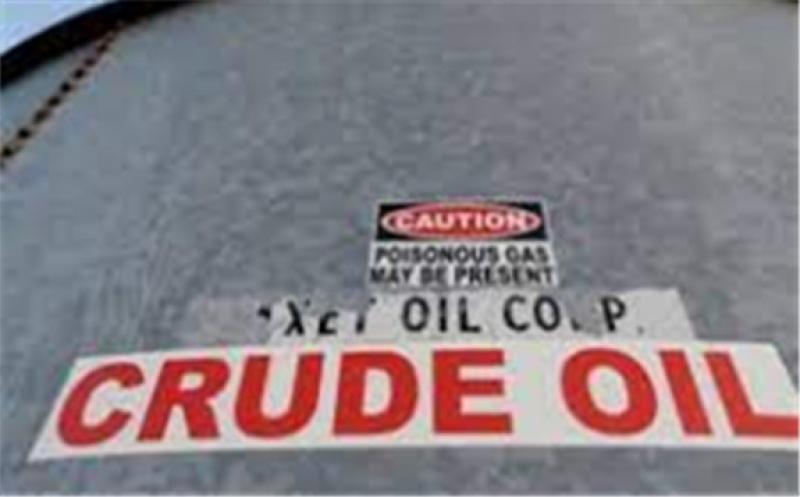 CAUTION
POISONOUS GAS
MAY BE PRESENT
OIL
CRUDE OIL